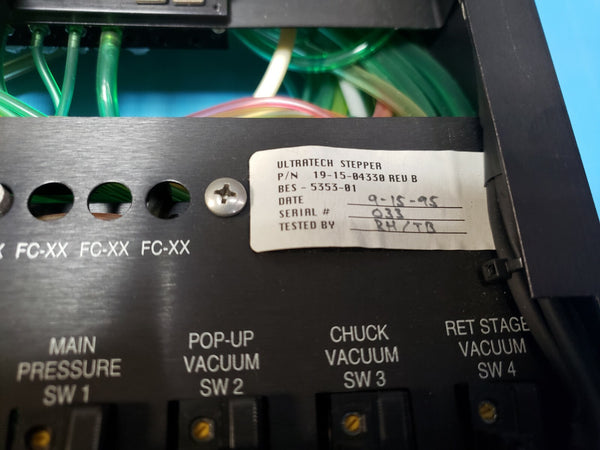 ULTRATECH STEPPER
P/N 19-15-04330 REV B
BES - 5353-01
DATE 9-15-95
SERIAL # 033
TESTED BY BH/TB
X FC-XX FC-XX FC-XX
MAIN
PRESSURE
SW 1
POP-UP
VACUUM
SW 2
CHUCK
VACUUM
SW 3
RET STAGE
VACUUM
SW 4